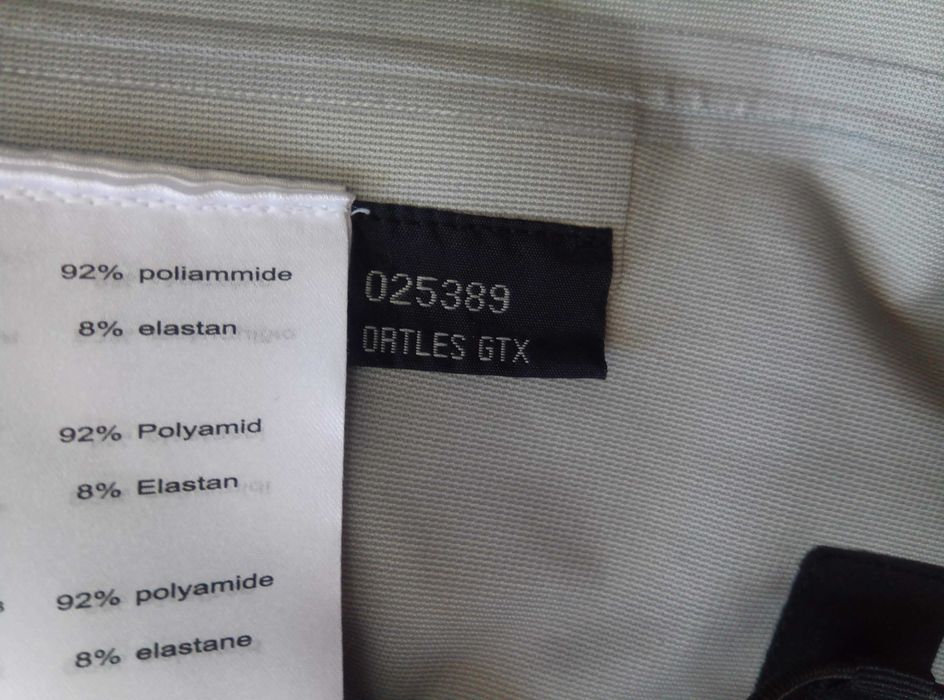 92% poliammide
8% elastan
92% Polyamid
8% Elastan
92% polyamide
8% elastane
025389
ORTLES GTX